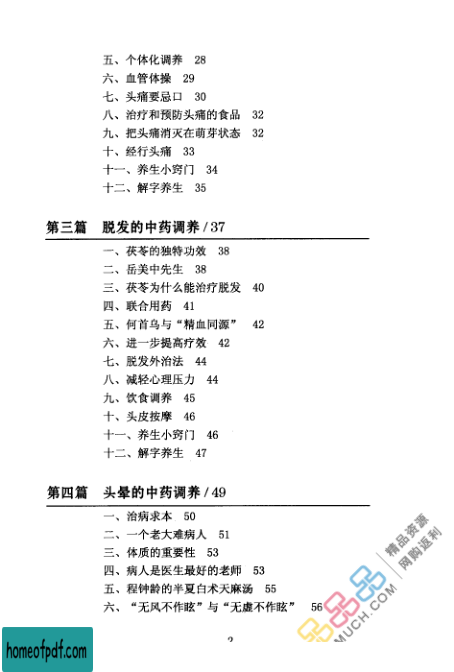 五、个体化调养 28
六、血管体操 29
七、头痛要忌口 30
八、治疗和预防头痛的食品 32
九、把头痛消灭在萌芽状态 32
十、经行头痛 33
十一、养生小窍门 34
十二、解字养生 35
第三篇 脱发的中药调养/37
一、茯苓的独特功效 38
二、岳美中先生 38
三、茯苓为什么能治疗脱发 40
四、联合用药 41
五、何首乌与“精血同源” 42
六、进一步提高疗效 42
七、脱发外治法 44
八、减轻心理压力 44
九、饮食调养 45
十、头皮按摩 46
十一、养生小窍门 46
十二、解字养生 47
第四篇 头晕的中药调养/49
一、治病求本 50
二、一个老大难病人 51
三、体质的重要性 53
四、病人是医生最好的老师 53
五、程钟龄的半夏白术天麻汤 55
六、“无风不作眩”与“无虚不作眩” 56
精品资源
网购返利
MUCH.COM
homeofpdf.com